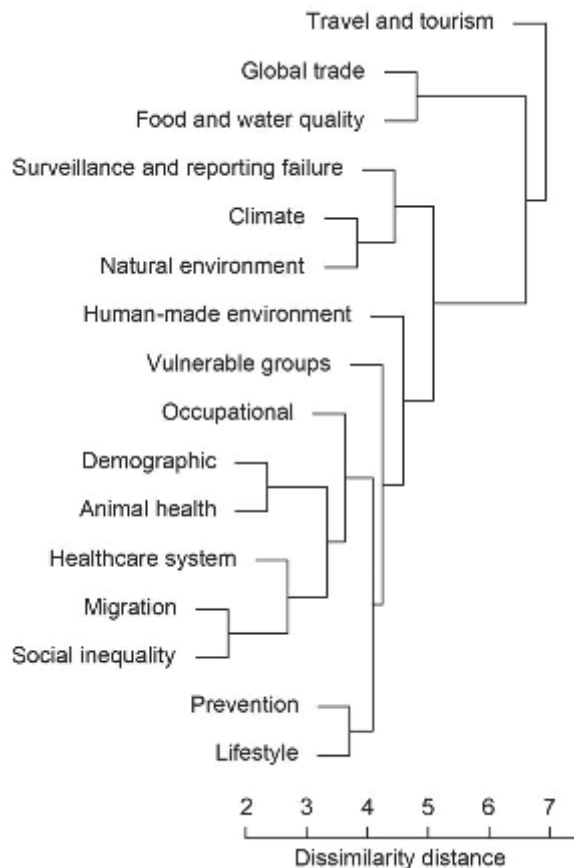 Travel and tourism
Global trade
Food and water quality
Surveillance and reporting failure
Climate
Natural environment
Human-made environment
Vulnerable groups
Occupational
Demographic
Animal health
Healthcare system
Migration
Social inequality
Prevention
Lifestyle
2 3 4 5 6 7
Dissimilarity distance